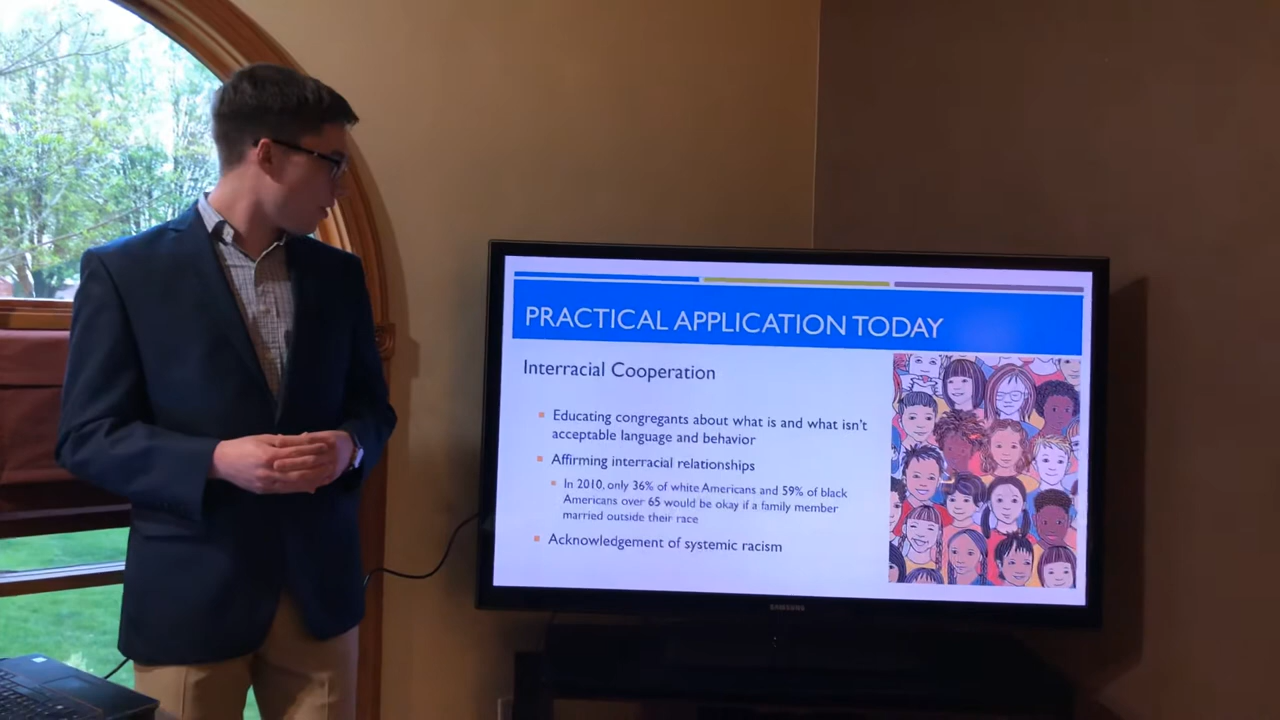 PRACTICAL APPLICATION TODAY
Interracial Cooperation
Educating congregants about what is and what isn't
acceptable language and behavior
Affirming interracial relationships
In 2010, only 36% of white Americans and 59% of black
Americans over 65 would be okay if a family member
married outside their race
Acknowledgement of systemic racism
SAMSUNG